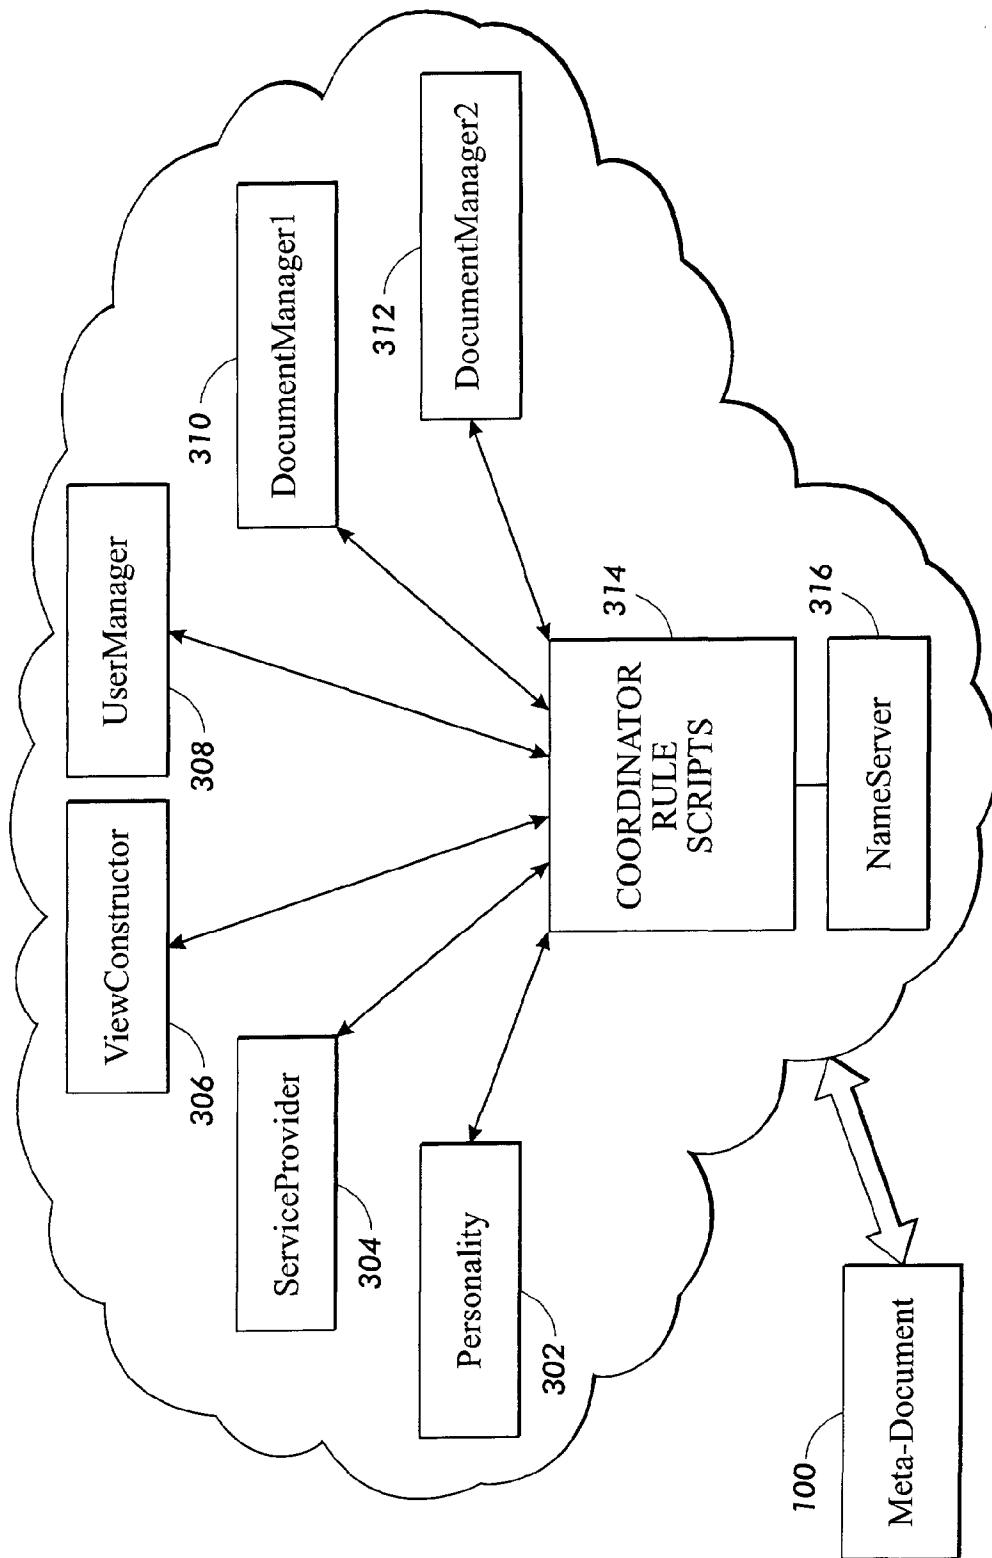 ViewConstructor
306
UserManager
308
ServiceProvider
304
DocumentManager1
310
Personality
302
DocumentManager2
312
COORDINATOR
RULE
SCRIPTS
314
NameServer
316
Meta-Document
100